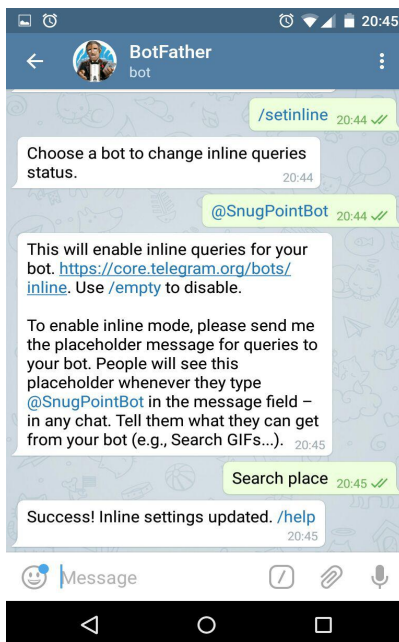 20:45
BotFather
bot
/setinline 20:44
Choose a bot to change inline queries
status. 20:44
@SnugPointBot 20:44
This will enable inline queries for your
bot. https://core.telegram.org/bots/
inline. Use /empty to disable.
To enable inline mode, please send me
the placeholder message for queries to
your bot. People will see this
placeholder whenever they type
@SnugPointBot in the message field –
in any chat. Tell them what they can get
from your bot (e.g., Search GIFs...). 20:45
Search place 20:45
Success! Inline settings updated. /help
20:45
Message